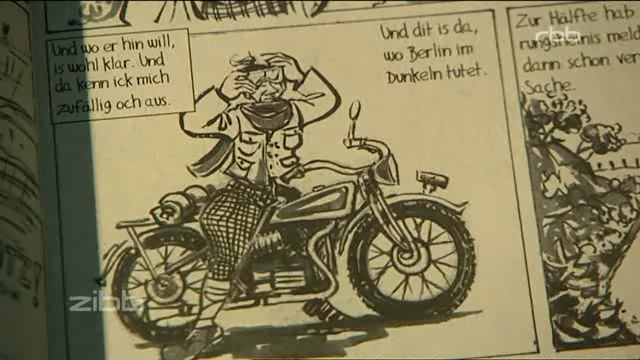 Und wo er hin will,
is wohl klar. Und
da kenn ick mich
zufällig och aus.
Und dit is da,
wo Berlin im
Dunkeln tutet.
Zur Hälfte hab
dann schon ver
Sache.
rbb
zibb